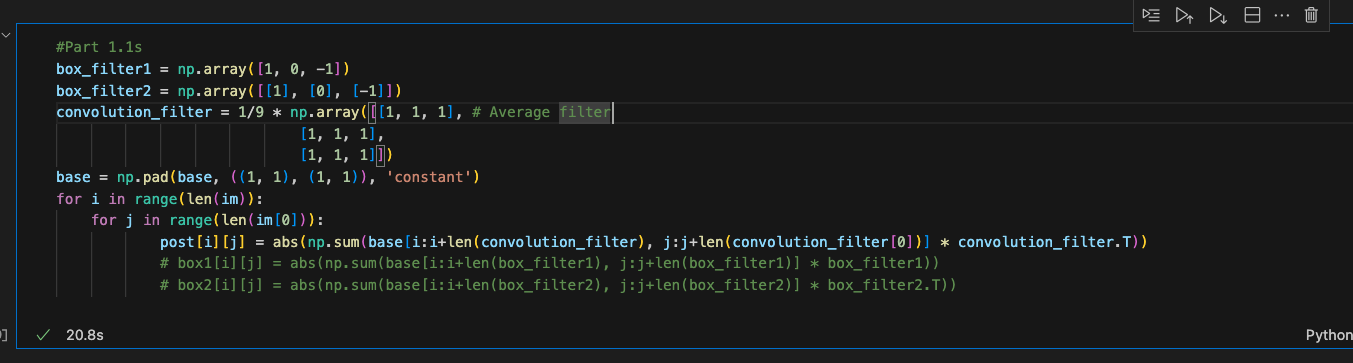 #Part 1.1s
box_filter1 = np.array([1, 0, -1])
box_filter2 = np.array([[1], [0], [-1]])
convolution_filter = 1/9 * np.array([[1, 1, 1], # Average filter
                            [1, 1, 1],
                            [1, 1, 1]])
base = np.pad(base, ((1, 1), (1, 1)), 'constant')
for i in range(len(im)):
    for j in range(len(im[0])):
            post[i][j] = abs(np.sum(base[i:i+len(convolution_filter), j:j+len(convolution_filter[0])] * convolution_filter.T))
            # box1[i][j] = abs(np.sum(base[i:i+len(box_filter1), j:j+len(box_filter1)] * box_filter1))
            # box2[i][j] = abs(np.sum(base[i:i+len(box_filter2), j:j+len(box_filter2)] * box_filter2.T))
20.8s
Python